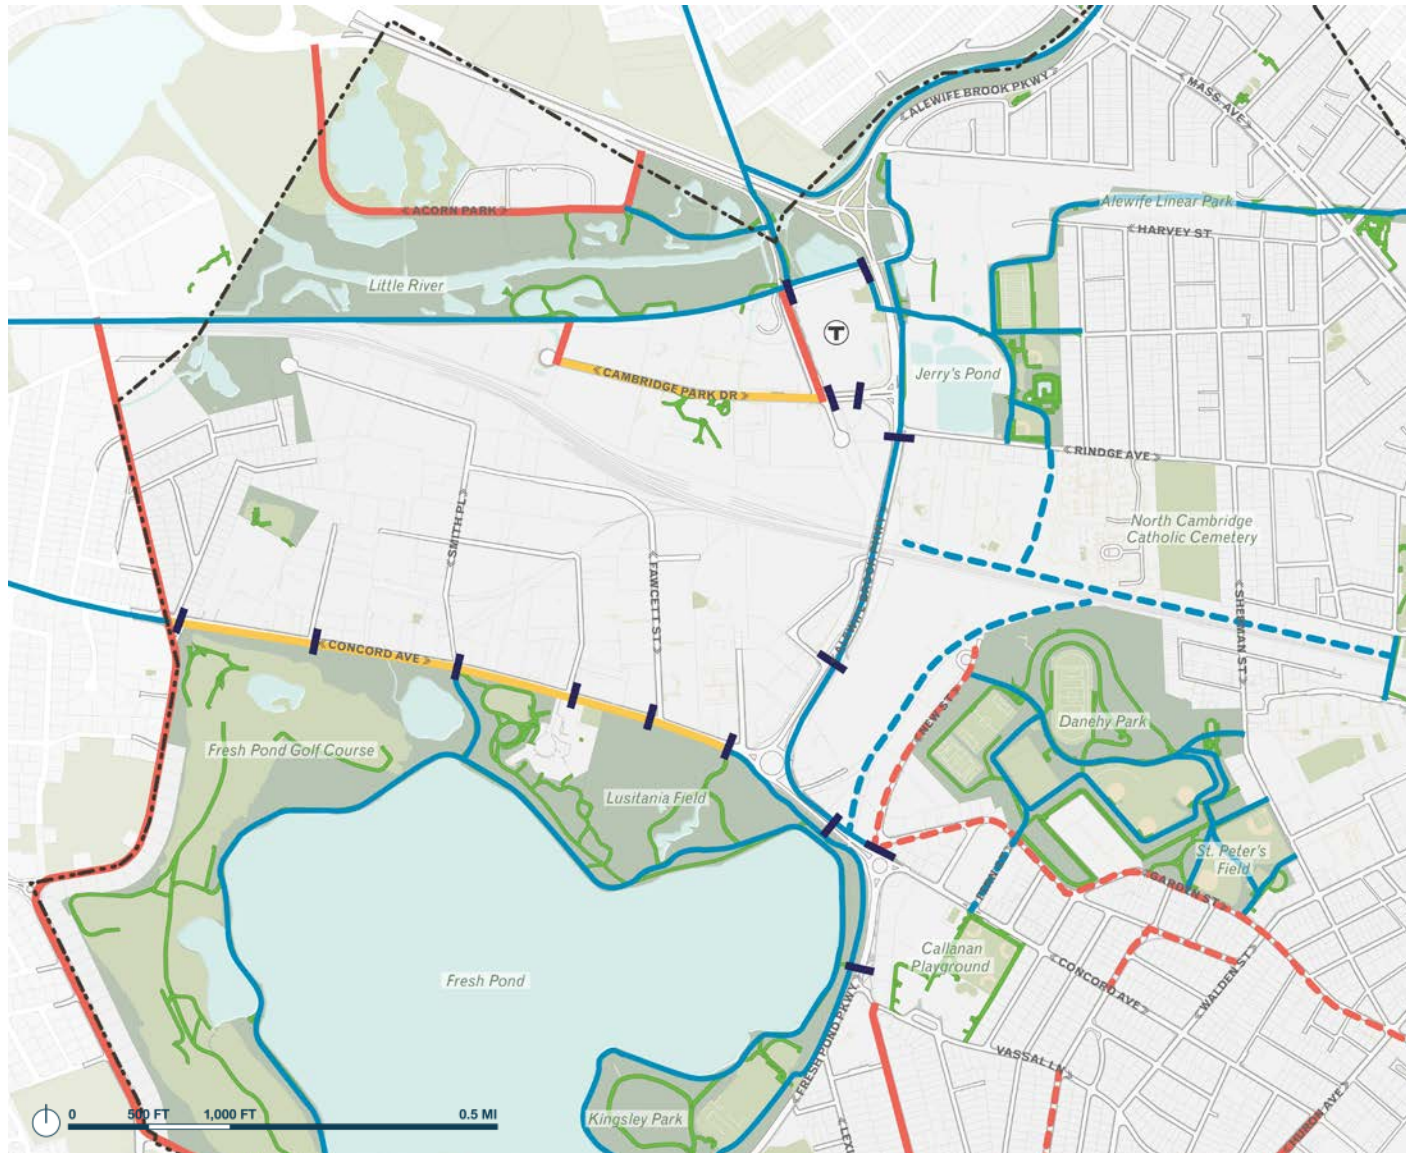 MASS. AVE
ALEWIFE BROOK PKWY
Alewife Linear Park
ACORN PARK
HARVEY ST
Little River
T
CAMBRIDGE PARK DR
Jerry's Pond
RINDGE AVE
North Cambridge
Catholic Cemetery
SMITH PL
FAWCETT ST
SHERMAN ST
CONCORD AVE
NEW ST
Danehy Park
Fresh Pond Golf Course
Lusitania Field
St. Peter's
Field
GARDEN ST
Callanan
Playground
CONCORD AVE
WALDEN ST
Fresh Pond
FRESH POND PKWY
VASSAL LN
0 500 FT 1,000 FT 0.5 MI
Kingsley Park
HURON AVE